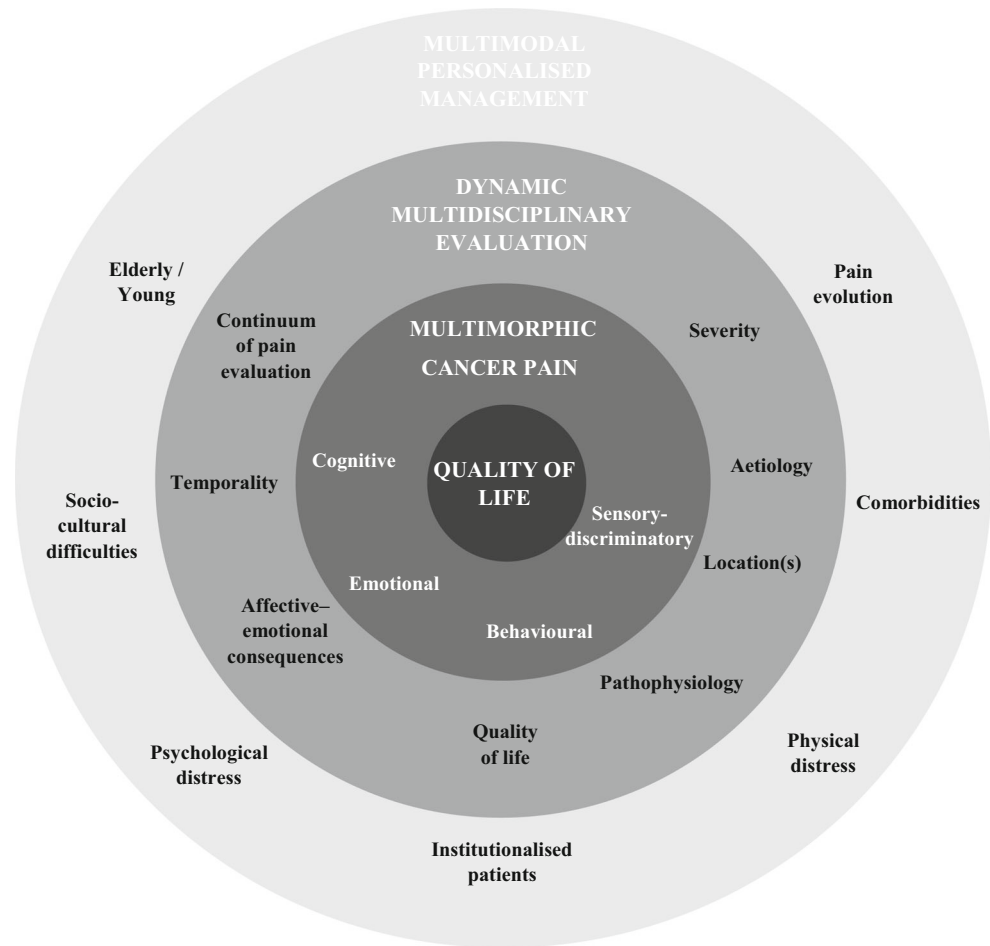 MULTIMODAL
PERSONALISED
MANAGEMENT
DYNAMIC
MULTIDISCIPLINARY
EVALUATION
Elderly /
Young
Pain
evolution
Continuum
of pain
evaluation
Severity
MULTIMORPHIC
CANCER PAIN
Cognitive
QUALITY OF
LIFE
Temporality
Aetiology
Socio-
cultural
difficulties
Comorbidities
Sensory-
discriminatory
Location(s)
Emotional
Affective–
emotional
consequences
Behavioural
Pathophysiology
Quality
of life
Psychological
distress
Physical
distress
Institutionalised
patients